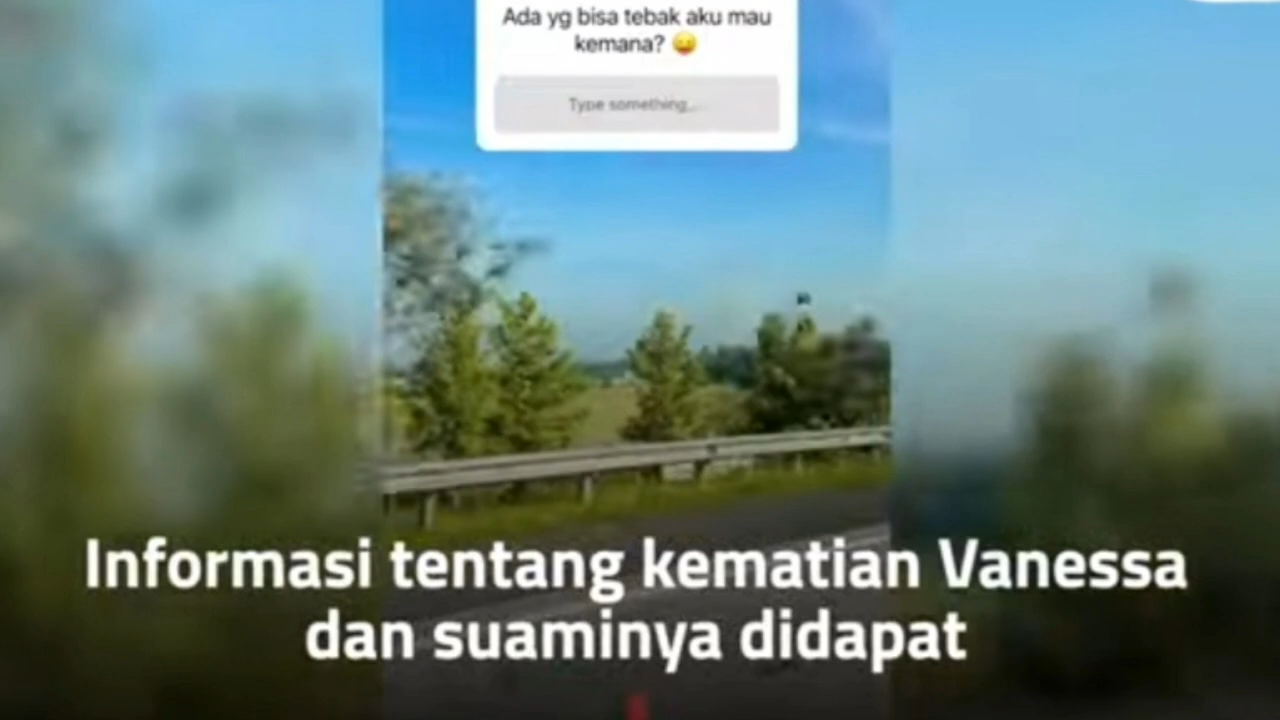 Ada yg bisa tebak aku mau
kemana? 😄
Type something...
Informasi tentang kematian Vanessa
dan suaminya didapat